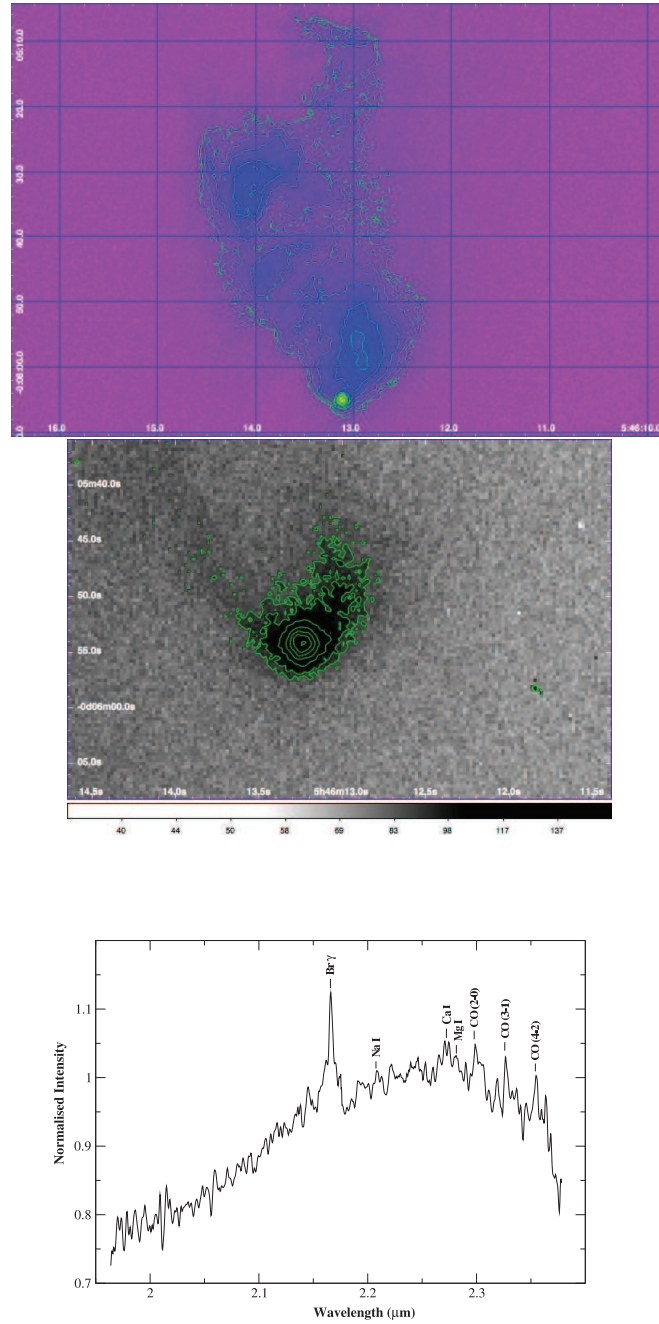 05:10.0
20.0
30.0
40.0
50.0
-0:06:00.0
16.0 15.0 14.0 13.0 12.0 11.0 5:46:10.0
05m40.0s
45.0s
50.0s
55.0s
-0d06m00.0s
05.0s
14.5s 14.0s 13.5s 5h46m13.0s 12.5s 12.0s 11.5s
40 44 50 58 69 83 98 117 137
Normalised Intensity
1.1
1
0.9
0.8
0.7
Br γ
Na I
Ca I
Mg I
CO (2-0)
CO (3-1)
CO (4-2)
2 2.1 2.2 2.3
Wavelength (μm)